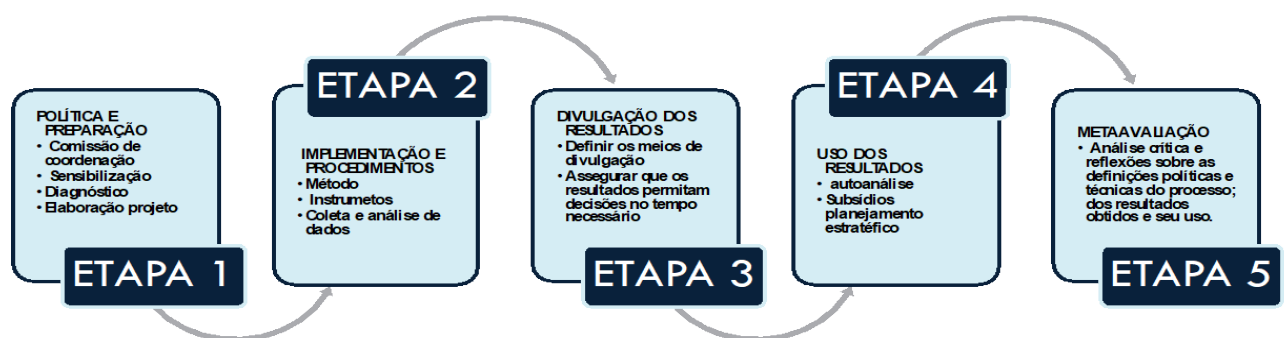 POLÍTICA E
PREPARAÇÃO
• Comissão de
coordenação
• Sensibilização
• Diagnóstico
• Elaboração projeto
ETAPA 1
ETAPA 2
IMPLEMENTAÇÃO E
PROCEDIMENTOS
• Método
• Instrumetos
• Coleta e análise de
dados
DIVULGAÇÃO DOS
RESULTADOS
• Definir os meios de
divulgação
• Assegurar que os
resultados permitam
decisões no tempo
necessário
ETAPA 3
ETAPA 4
USO DOS
RESULTADOS
• autoanálise
• Subsídios
planejamento
estratéfico
METAAVALIAÇÃO
• Análise crítica e
reflexões sobre as
definições políticas e
técnicas do processo;
dos resultados
obtidos e seu uso.
ETAPA 5